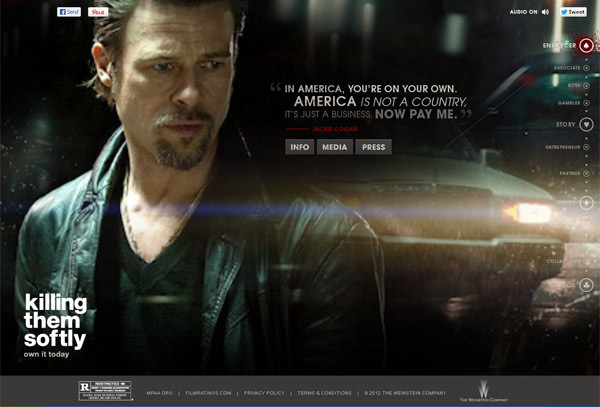 Send
Pin it
AUDIO ON
Tweet
ENFORCER
ASSOCIATE
BOSS
GAMBLER
STORY
ENTREPRENEUR
PARTNER
“ IN AMERICA, YOU'RE ON YOUR OWN.
AMERICA IS NOT A COUNTRY,
IT'S JUST A BUSINESS. NOW PAY ME. ”
JACKIE COGAN
INFO
MEDIA
PRESS
killing
them
softly
own it today
R
RESTRICTED
MPAA.ORG | FILMRATINGS.COM | PRIVACY POLICY | TERMS & CONDITIONS | © 2012 THE WEINSTEIN COMPANY
THE WEINSTEIN COMPANY